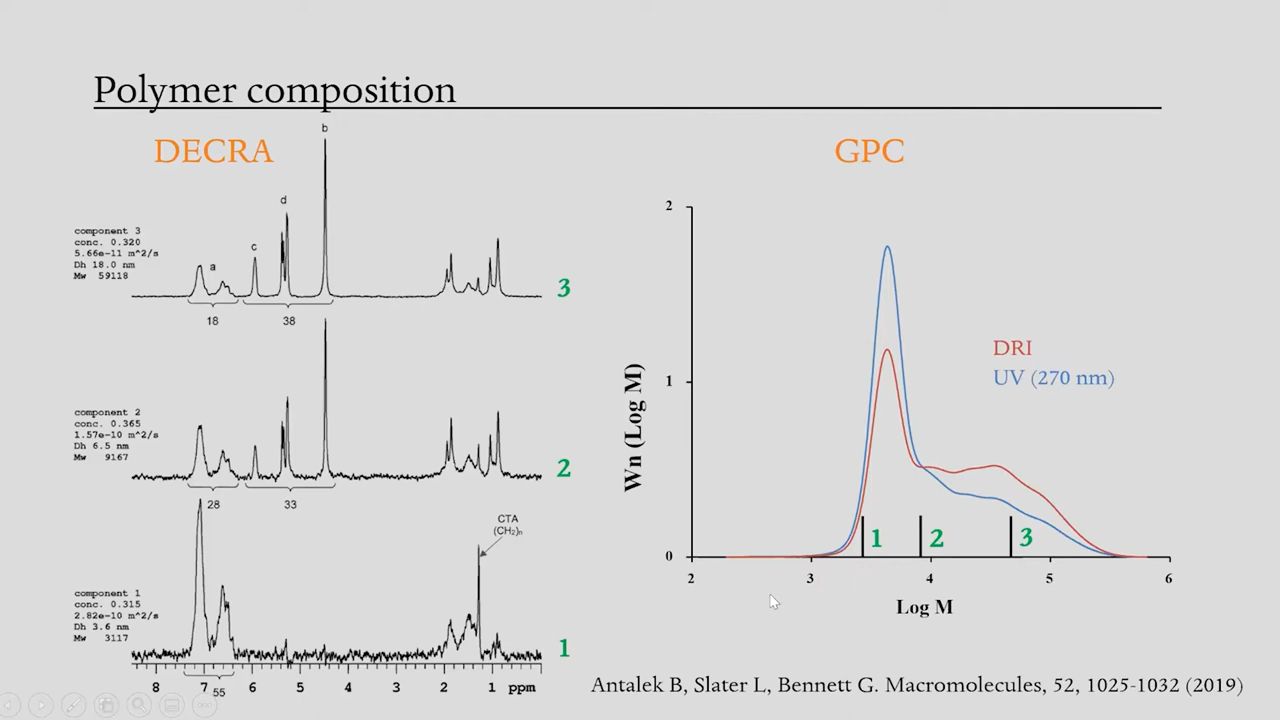 Polymer composition
DECRA
b
d
c
a
component 3
conc. 0.320
5.66e-11 m^2/s
Dh 18.0 nm
Mw 59118
3
18
38
component 2
conc. 0.365
1.57e-10 m^2/s
Dh 6.5 nm
Mw 9167
2
28
33
CTA
(CH2)n
component 1
conc. 0.315
2.82e-10 m^2/s
Dh 3.6 nm
Mw 3117
1
8 7 6 5 4 3 2 1 ppm
55
GPC
2
1
0
Wn (Log M)
DRI
UV (270 nm)
1 2 3
2 3 4 5 6
Log M
Antalek B, Slater L, Bennett G. Macromolecules, 52, 1025-1032 (2019)